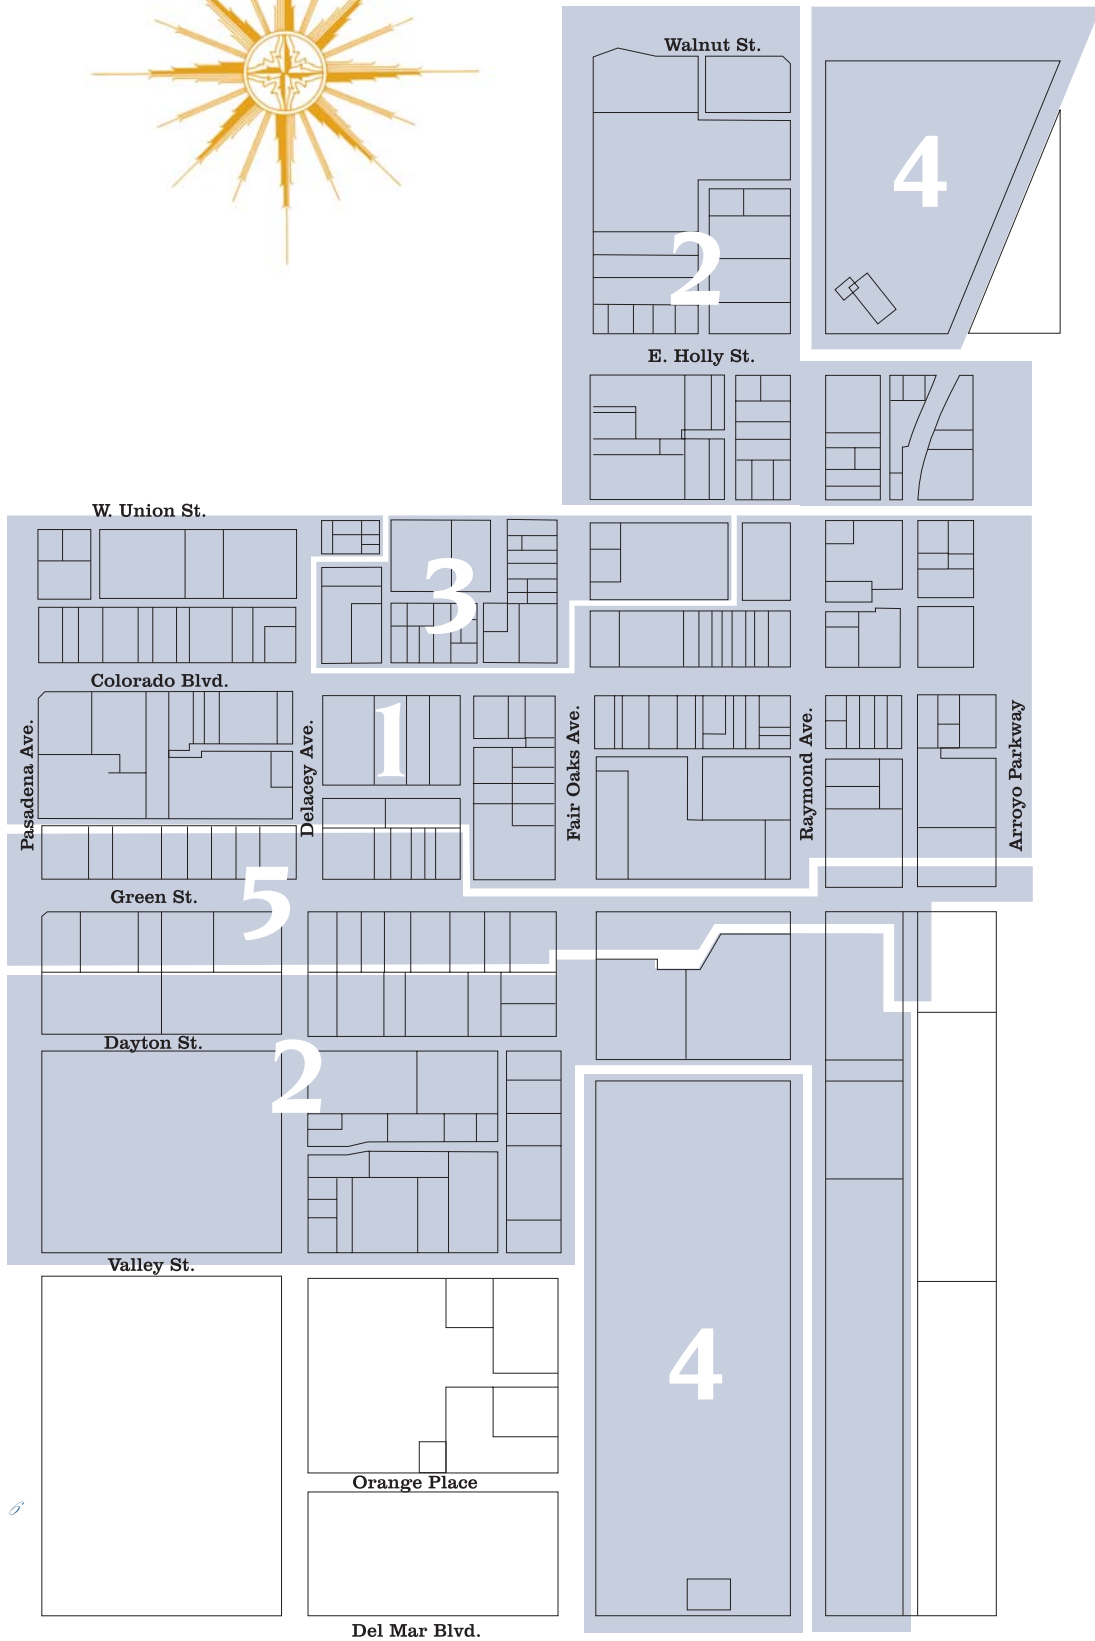 Walnut St.
4
2
E. Holly St.
W. Union St.
3
Colorado Blvd.
1
Pasadena Ave.
Delacey Ave.
Fair Oaks Ave.
Raymond Ave.
Arroyo Parkway
5
Green St.
Dayton St.
2
Valley St.
4
Orange Place
6
Del Mar Blvd.